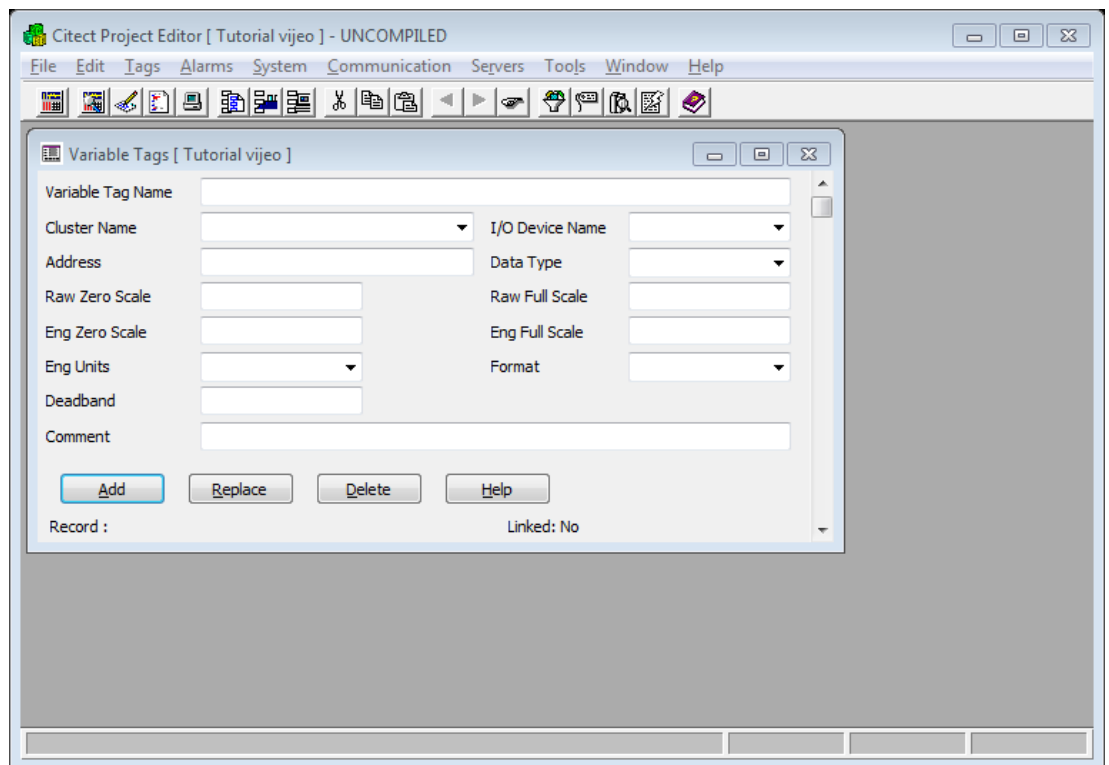 Citect Project Editor [ Tutorial vijeo ] - UNCOMPILED
File Edit Tags Alarms System Communication Servers Tools Window Help
Variable Tags [ Tutorial vijeo ]
Variable Tag Name
Cluster Name I/O Device Name
Address Data Type
Raw Zero Scale Raw Full Scale
Eng Zero Scale Eng Full Scale
Eng Units Format
Deadband
Comment
Add Replace Delete Help
Record : Linked: No